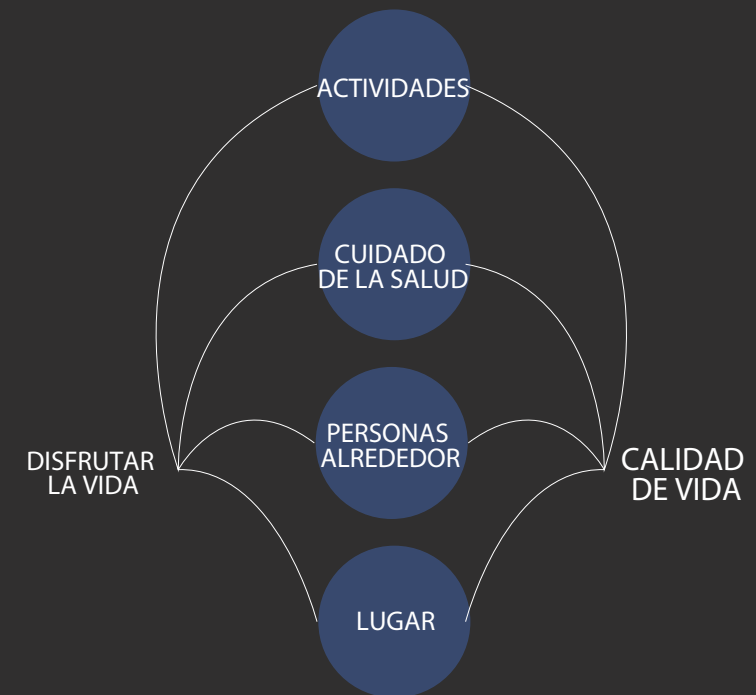 ACTIVIDADES
CUIDADO
DE LA SALUD
PERSONAS
ALREDEDOR
DISFRUTAR
LA VIDA
CALIDAD
DE VIDA
LUGAR